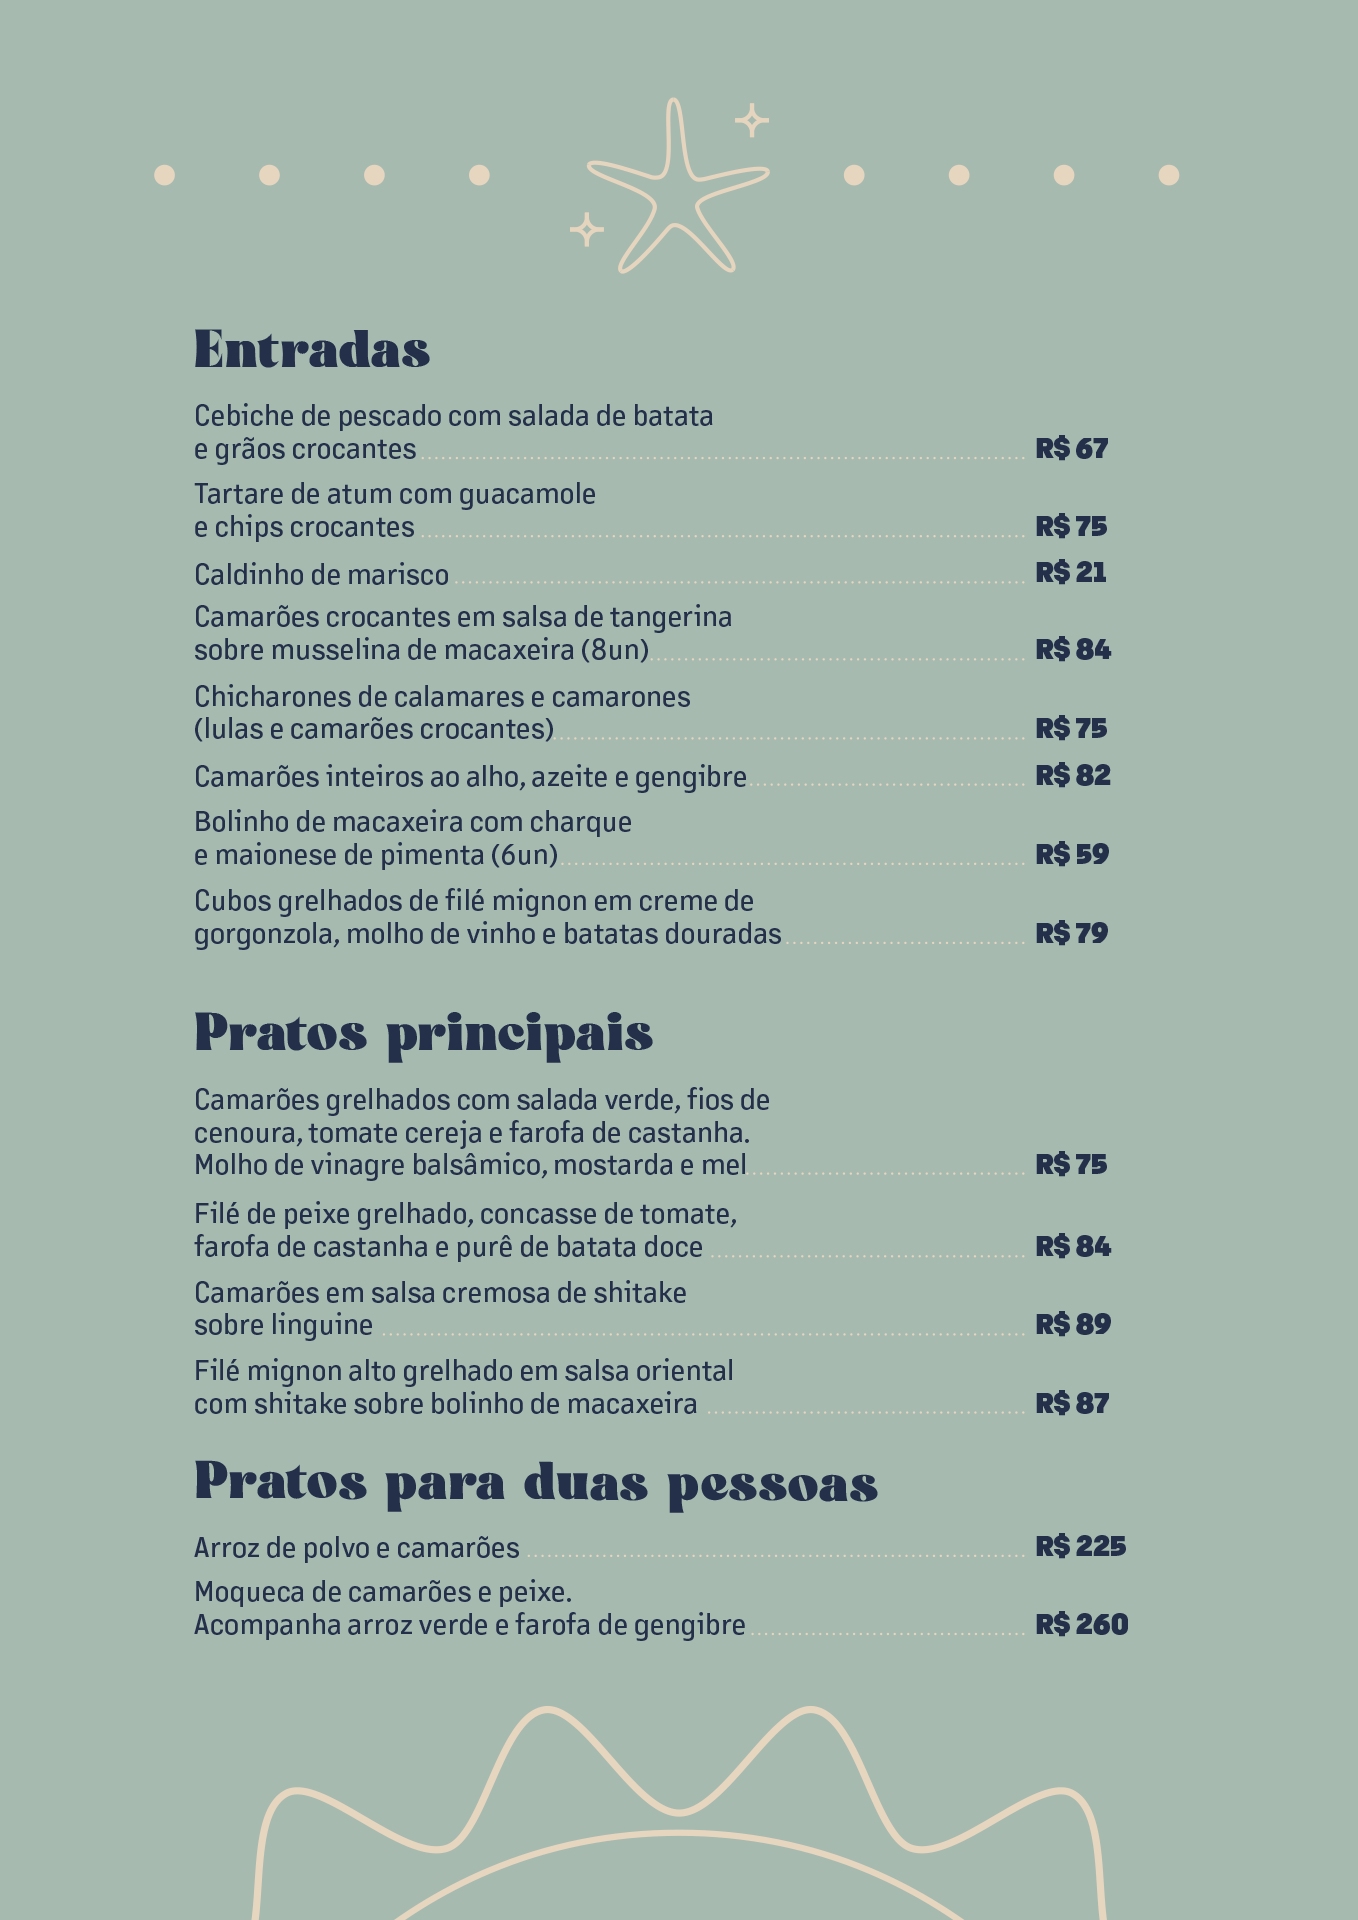 Entradas
Cebiche de pescado com salada de batata
e grãos crocantes R$ 67
Tartare de atum com guacamole
e chips crocantes R$ 75
Caldinho de marisco R$ 21
Camarões crocantes em salsa de tangerina
sobre musselina de macaxeira (8un) R$ 84
Chicharones de calamares e camarones
(lulas e camarões crocantes) R$ 75
Camarões inteiros ao alho, azeite e gengibre R$ 82
Bolinho de macaxeira com charque
e maionese de pimenta (6un) R$ 59
Cubos grelhados de filé mignon em creme de
gorgonzola, molho de vinho e batatas douradas R$ 79
Pratos principais
Camarões grelhados com salada verde, fios de
cenoura, tomate cereja e farofa de castanha.
Molho de vinagre balsâmico, mostarda e mel R$ 75
Filé de peixe grelhado, concasse de tomate,
farofa de castanha e purê de batata doce R$ 84
Camarões em salsa cremosa de shitake
sobre linguine R$ 89
Filé mignon alto grelhado em salsa oriental
com shitake sobre bolinho de macaxeira R$ 87
Pratos para duas pessoas
Arroz de polvo e camarões R$ 225
Moqueca de camarões e peixe.
Acompanha arroz verde e farofa de gengibre R$ 260